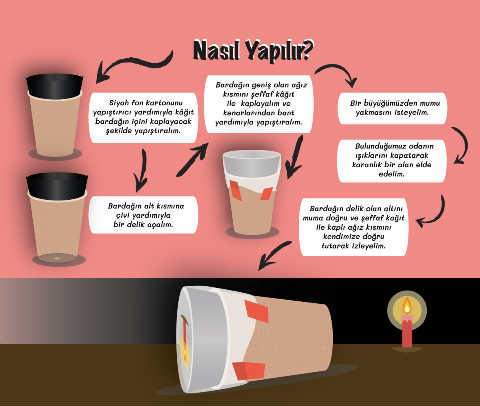 Nasıl Yapılır?
Siyah fon kartonunu
yapıştırıcı yardımıyla kâğıt
bardağın içini kaplayacak
şekilde yapıştıralım.
Bardağın alt kısmına
çivi yardımıyla
bir delik açalım.
Bardağın geniş olan ağız
kısmını şeffaf kâğıt
ile kaplayalım ve
kenarlarından bant
yardımıyla yapıştıralım.
Bir büyüğümüzden mumu
yakmasını isteyelim.
Bulunduğumuz odanın
ışıklarını kapatarak
karanlık bir alan elde
edelim.
Bardağın delik olan altını
muma doğru ve şeffaf kağıt
ile kaplı ağız kısmını
kendimize doğru
tutarak izleyelim.